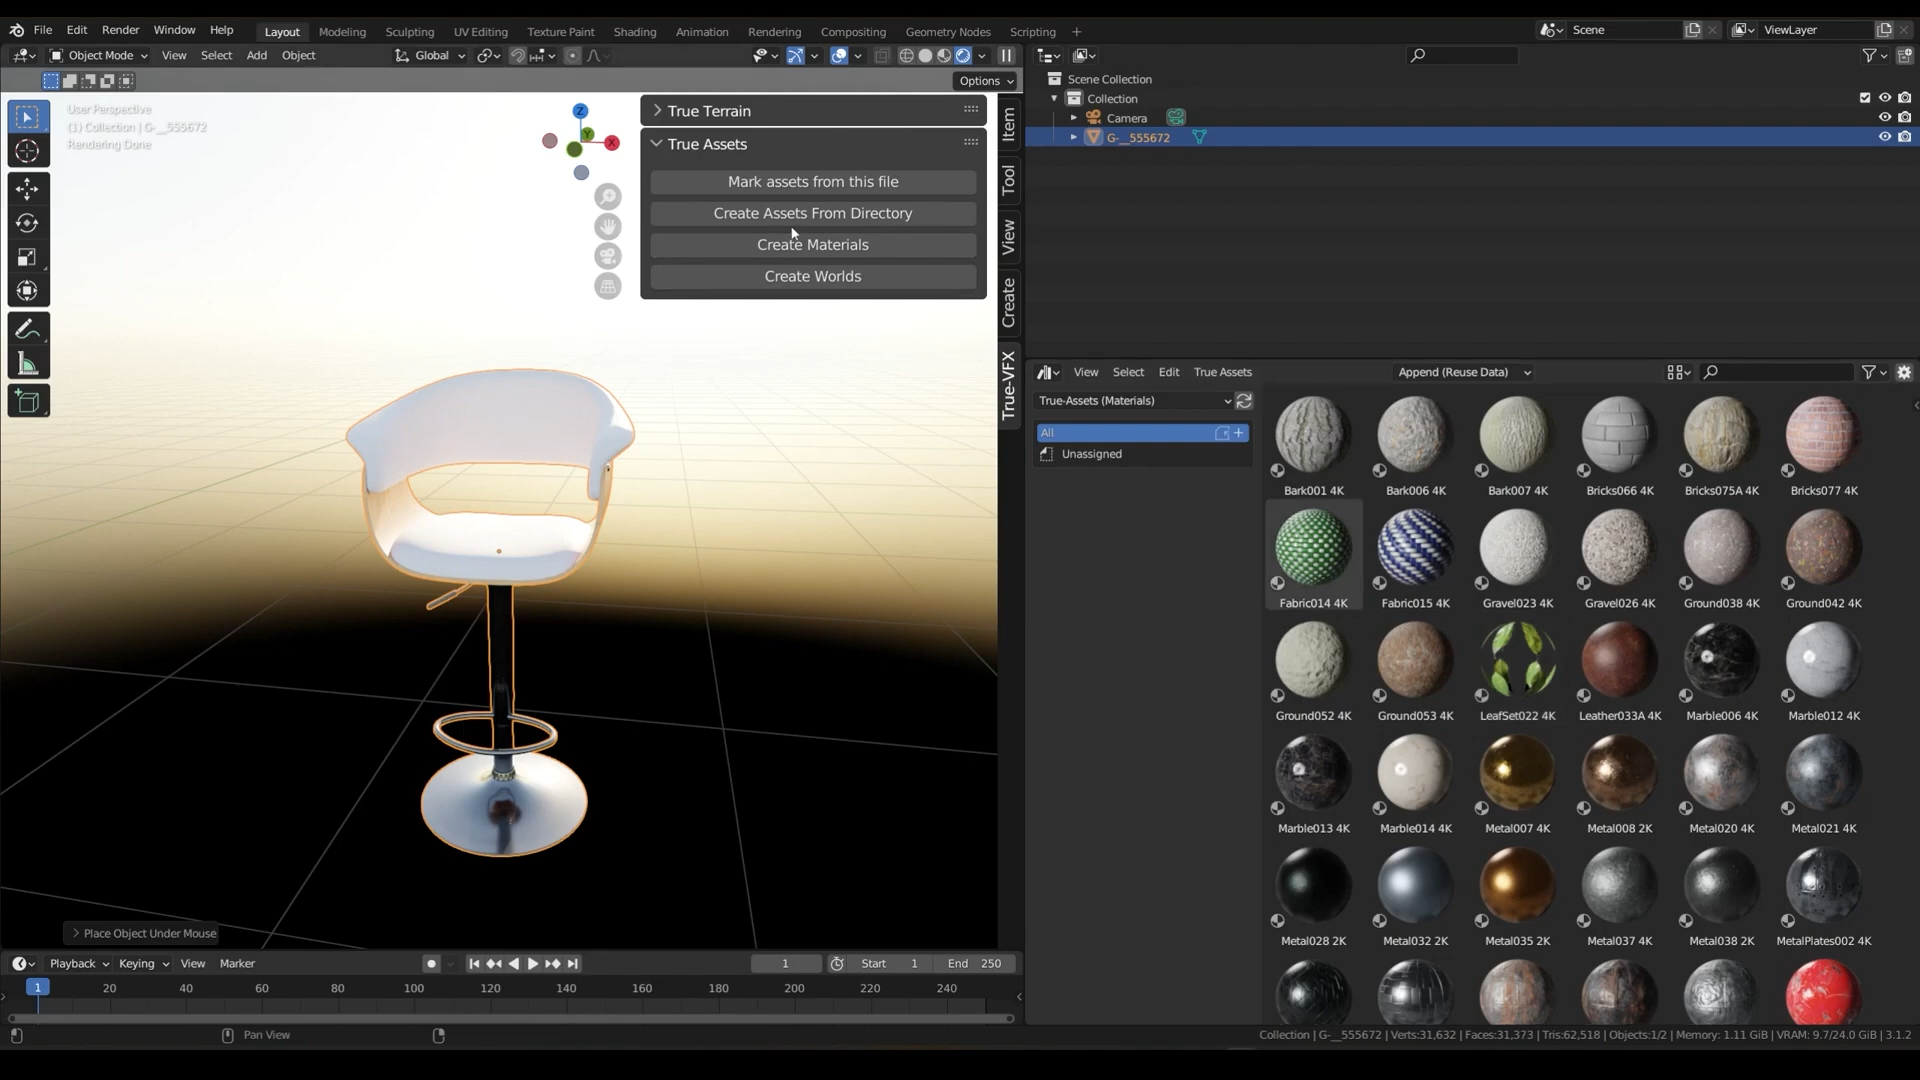 File Edit Render Window Help Layout Modeling Sculpting UV Editing Texture Paint Shading Animation Rendering Compositing Geometry Nodes Scripting + Scene ViewLayer
Object Mode View Select Add Object Global
Options
User Perspective
(1) Collection | G-__555672
Rendering Done
Z
Y
X
True Terrain
True Assets
Mark assets from this file
Create Assets From Directory
Create Materials
Create Worlds
Item
Tool
View
Create
True-VFX
Scene Collection
Collection
Camera
G-__555672
View Select Edit True Assets Append (Reuse Data)
True-Assets (Materials)
All
Unassigned
Bark001 4K Bark006 4K Bark007 4K Bricks066 4K Bricks075A 4K Bricks077 4K
Fabric014 4K Fabric015 4K Gravel023 4K Gravel026 4K Ground038 4K Ground042 4K
Ground052 4K Ground053 4K LeafSet022 4K Leather033A 4K Marble006 4K Marble012 4K
Marble013 4K Marble014 4K Metal007 4K Metal008 2K Metal020 4K Metal021 4K
Metal028 2K Metal032 2K Metal035 2K Metal037 4K Metal038 2K MetalPlates002 4K
Place Object Under Mouse
Playback Keying View Marker 1 Start 1 End 250
1 20 40 60 80 100 120 140 160 180 200 220 240
Pan View
Collection | G-__555672 | Verts:31,632 | Faces:31,373 | Tris:62,518 | Objects:1/2 | Memory: 1.11 GiB | VRAM: 9.7/24.0 GiB | 3.1.2